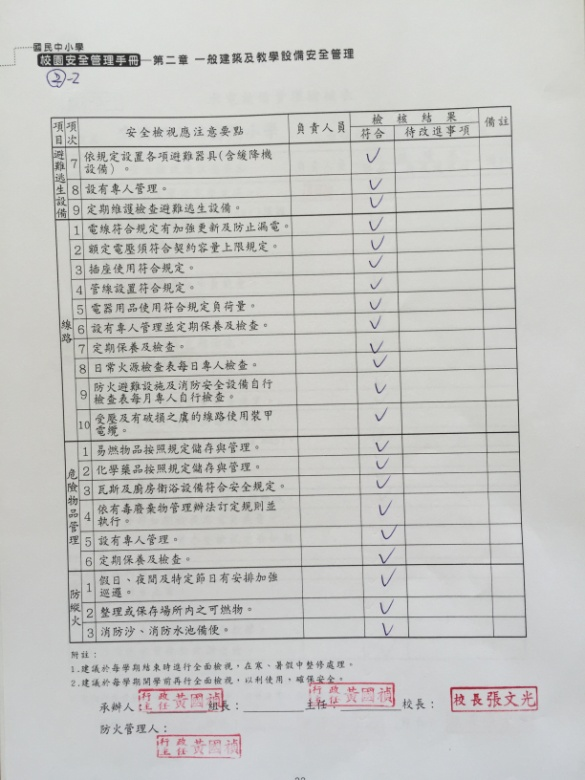 國民中小學
校園安全管理手冊 第二章 一般建築及教學設備安全管理
②-2
項目 項次 安全檢視應注意要點 負責人員 檢核結果 備註
符合 待改進事項
避難逃生設備
7 依規定設置各項避難器具(含緩降機
設備)。 ✓
8 設有專人管理。 ✓
9 定期維護檢查避難逃生設備。 ✓
線路
1 電線符合規定有加強更新及防止漏電。 ✓
2 額定電壓須符合契約容量上限規定。 ✓
3 插座使用符合規定。 ✓
4 管線設置符合規定。 ✓
5 電器用品使用符合規定負荷量。 ✓
6 設有專人管理並定期保養及檢查。 ✓
7 定期保養及檢查。 ✓
8 日常火源檢查表每日專人檢查。 ✓
9 防火避難設施及消防安全設備自行
檢查表每月專人自行檢查。 ✓
10 受壓及有破損之虞的線路使用裝甲
電纜。 ✓
危險物品管理
1 易燃物品按照規定儲存與管理。 ✓
2 化學藥品按照規定儲存與管理。 ✓
3 瓦斯及廚房衛浴設備符合安全規定。 ✓
4 依有毒廢棄物管理辦法訂定規則並
執行。 ✓
5 設有專人管理。 ✓
6 定期保養及檢查。 ✓
防縱火
1 假日、夜間及特定節日有安排加強
巡邏。 ✓
2 整理或保存場所內之可燃物。 ✓
3 消防沙、消防水池備便。 ✓
附註:
1.建議於每學期結束時進行全面檢視,在寒、暑假中整修處理。
2.建議於每學期開學前再行全面檢視,以利使用、確保安全。
承辦人: 行政主任 黃國禎 組長: 主任: 行政主任 黃國禎 校長: 校長張文光
防火管理人:
行政主任 黃國禎